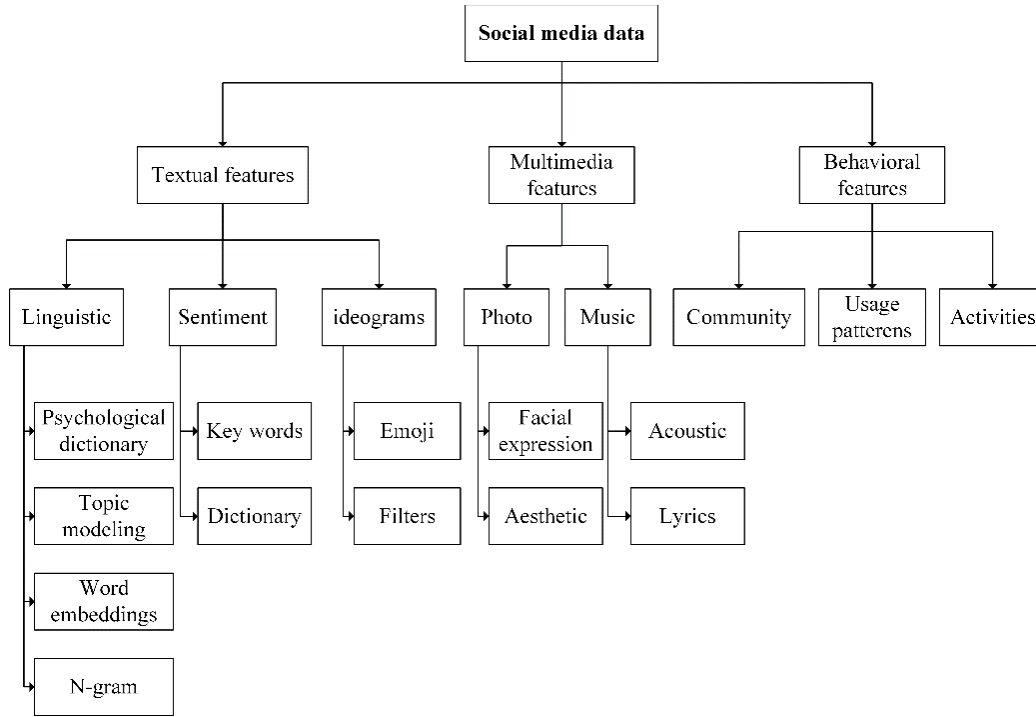 Social media data
Textual features
Multimedia
features
Behavioral
features
Linguistic
Sentiment
ideograms
Photo
Music
Community
Usage
patterens
Activities
Psychological
dictionary
Key words
Emoji
Facial
expression
Acoustic
Topic
modeling
Dictionary
Filters
Aesthetic
Lyrics
Word
embeddings
N-gram